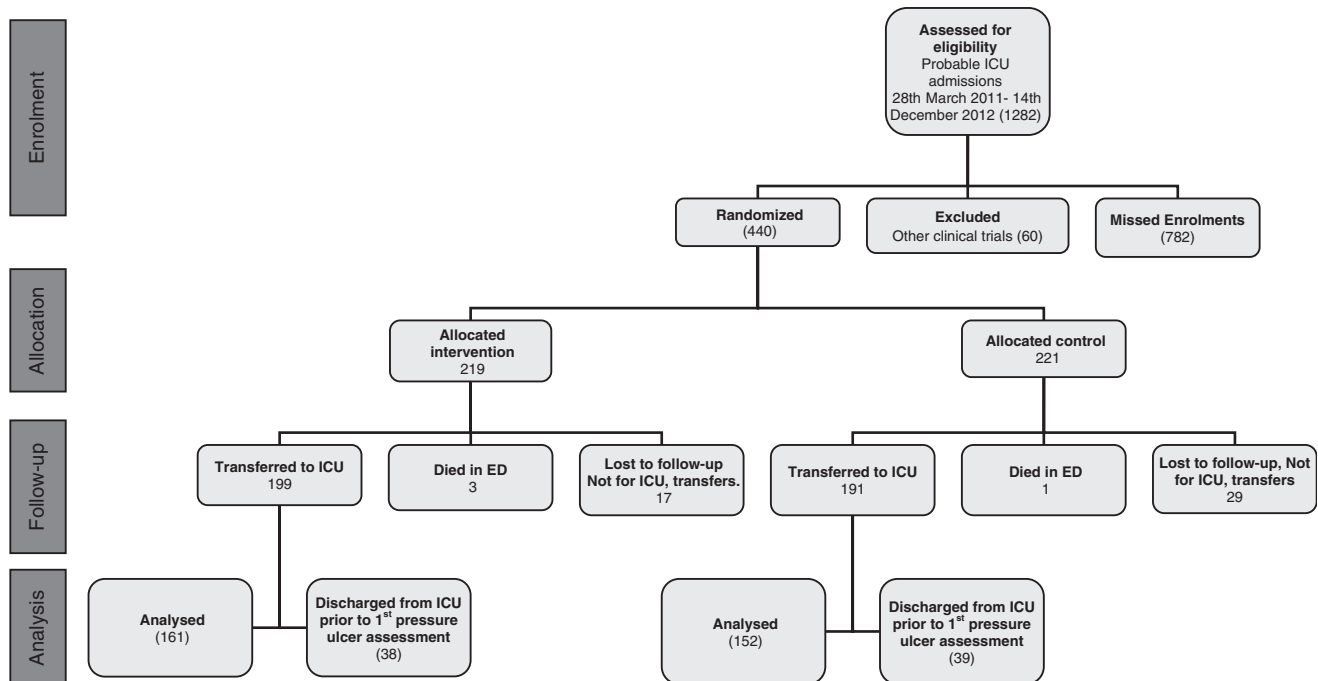 Enrolment
Assessed for
eligibility
Probable ICU
admissions
28th March 2011- 14th
December 2012 (1282)
Randomized
(440)
Excluded
Other clinical trials (60)
Missed Enrolments
(782)
Allocation
Allocated
intervention
219
Allocated control
221
Follow-up
Transferred to ICU
199
Died in ED
3
Lost to follow-up
Not for ICU, transfers.
17
Transferred to ICU
191
Died in ED
1
Lost to follow-up, Not
for ICU, transfers
29
Analysis
Analysed
(161)
Discharged from ICU
prior to 1st pressure
ulcer assessment
(38)
Analysed
(152)
Discharged from ICU
prior to 1st pressure
ulcer assessment
(39)